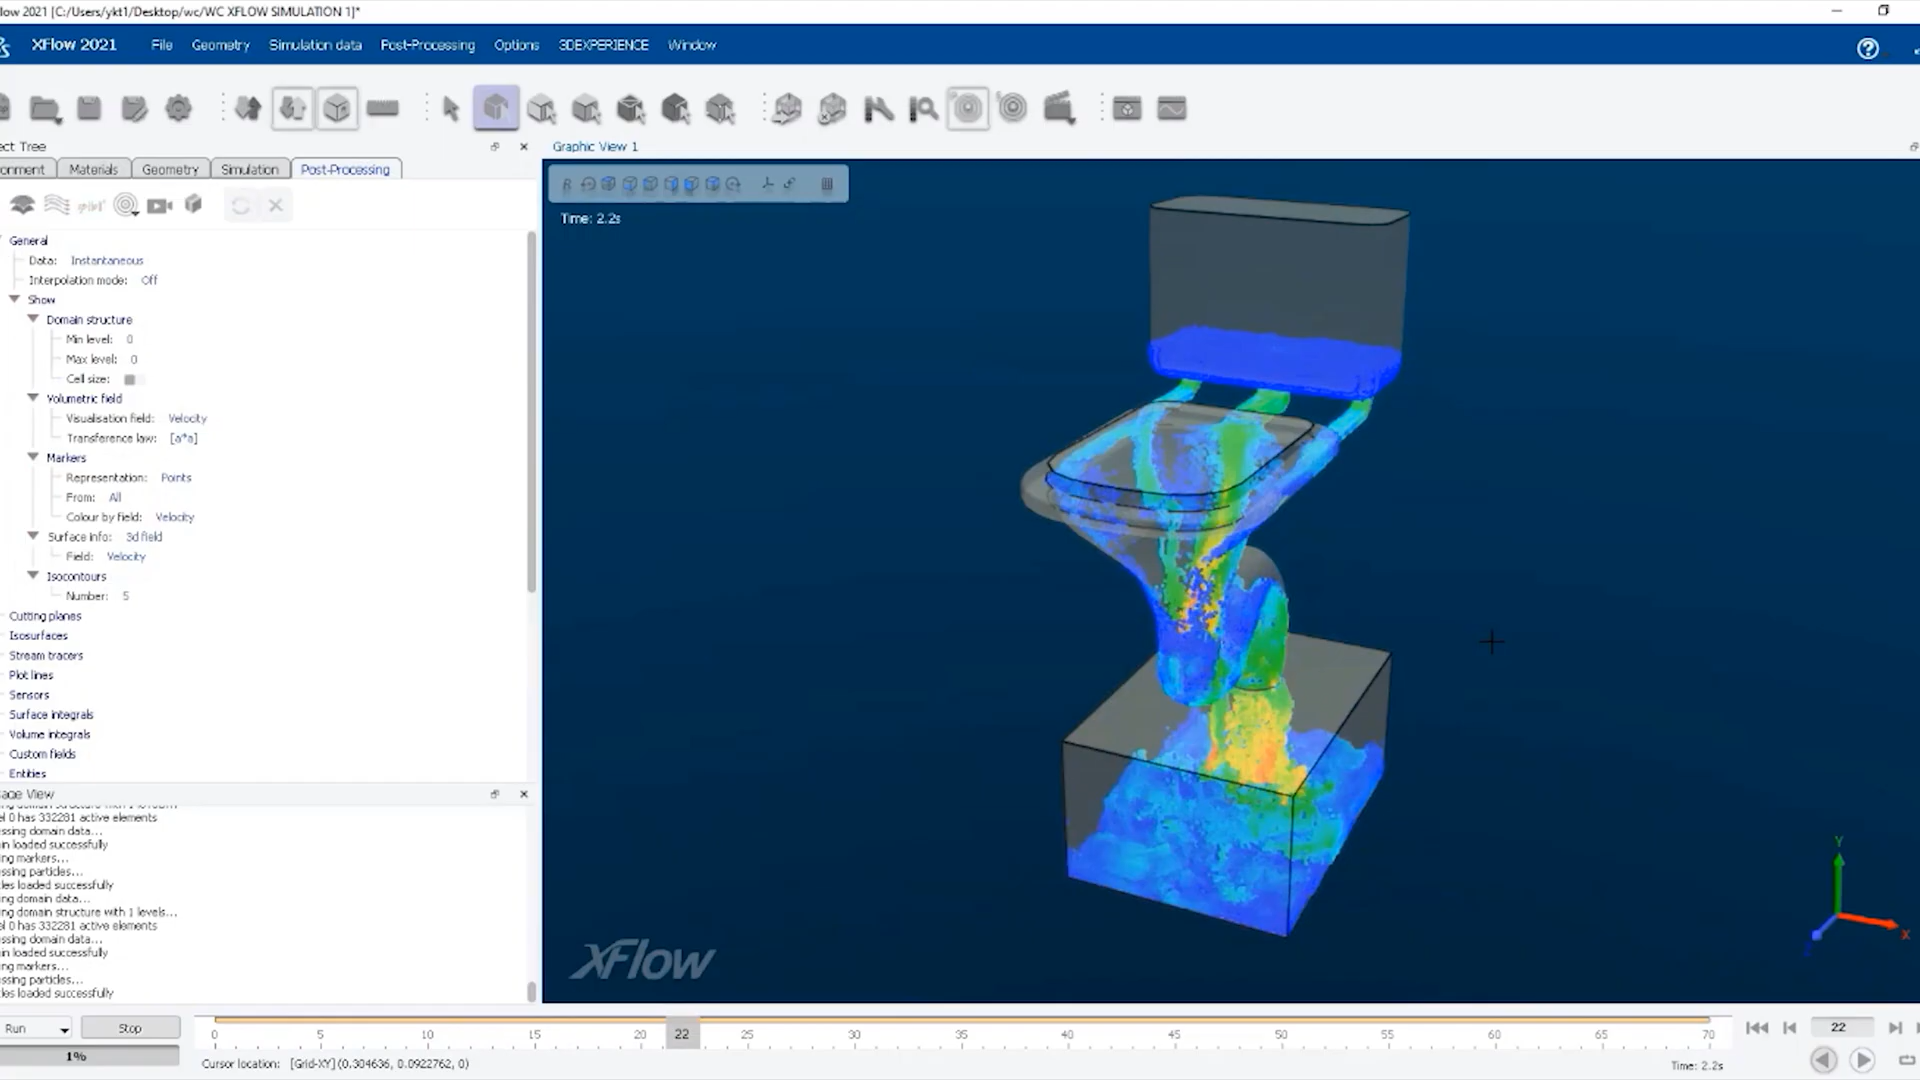 low 2021 [C:/Users/ykt1/Desktop/wc/WC XFLOW SIMULATION 1]*
XFlow 2021 File Geometry Simulation data Post-Processing Options 3DEXPERIENCE Window
ect Tree
onment Materials Geometry Simulation Post-Processing
General
Data: Instantaneous
Interpolation mode: Off
Show
Domain structure
Min level: 0
Max level: 0
Cell size:
Volumetric field
Visualisation field: Velocity
Transference law: [a*a]
Markers
Representation: Points
From: All
Colour by field: Velocity
Surface info: 3d field
Field: Velocity
Isocontours
Number: 5
Cutting planes
Isosurfaces
Stream tracers
Plot lines
Sensors
Surface integrals
Volume integrals
Custom fields
Entities
Graphic View 1
Time: 2.2s
XFlow
Y
X
age View
el 0 has 332281 active elements
ssing domain data...
in loaded successfully
ng markers...
essing particles...
les loaded successfully
ing domain data...
ing domain structure with 1 levels...
el 0 has 332281 active elements
ssing domain data...
in loaded successfully
ng markers...
ssing particles...
les loaded successfully
Run Stop
1%
0 5 10 15 20 22 25 30 35 40 45 50 55 60 65 70
22
Cursor location: [Grid-XY] (0.304636, 0.0922762, 0)
Time: 2.2s